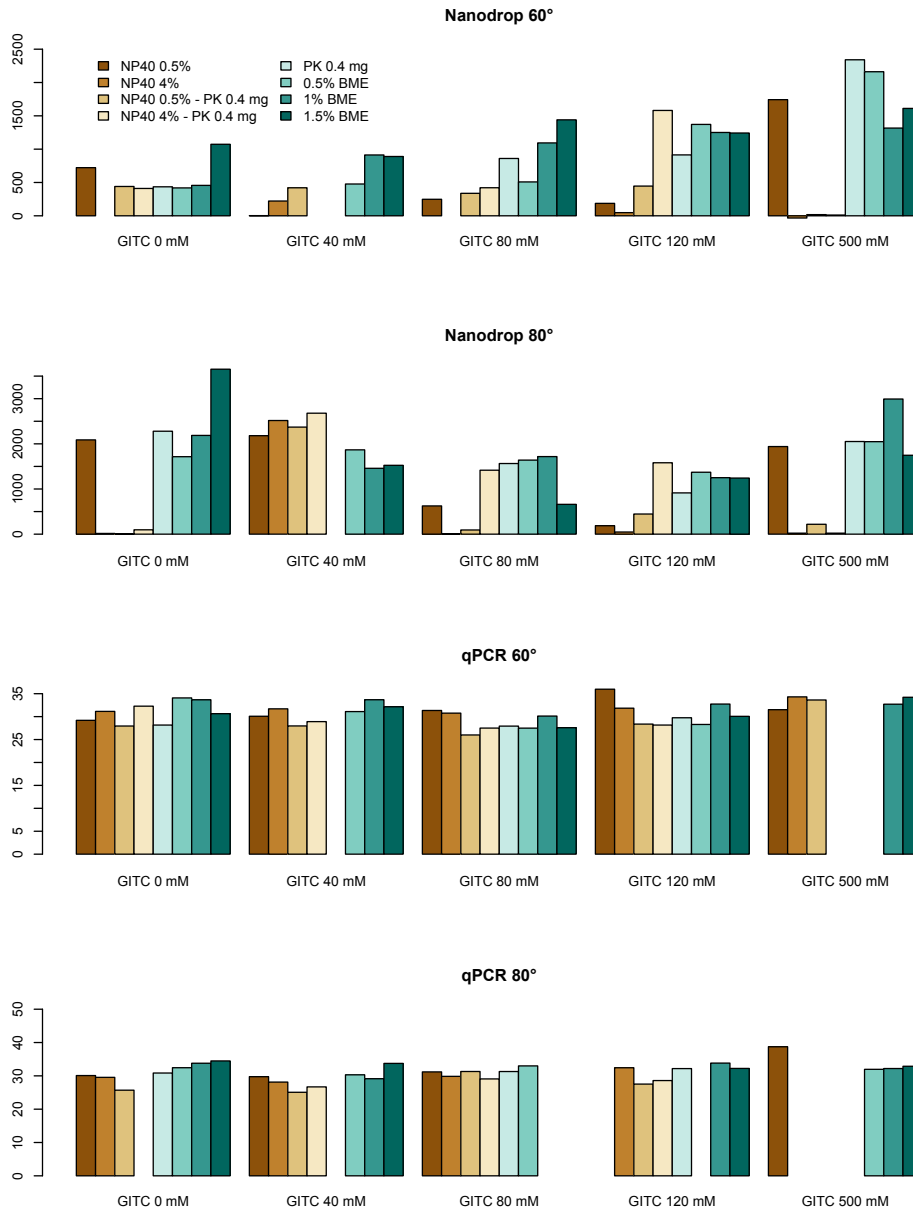 Nanodrop 60°
2500
1500
500
0
NP40 0.5%
NP40 4%
NP40 0.5% - PK 0.4 mg
NP40 4% - PK 0.4 mg
PK 0.4 mg
0.5% BME
1% BME
1.5% BME
GITC 0 mM GITC 40 mM GITC 80 mM GITC 120 mM GITC 500 mM
Nanodrop 80°
3000
2000
1000
0
GITC 0 mM GITC 40 mM GITC 80 mM GITC 120 mM GITC 500 mM
qPCR 60°
35
25
15
5
0
GITC 0 mM GITC 40 mM GITC 80 mM GITC 120 mM GITC 500 mM
qPCR 80°
50
40
30
20
10
0
GITC 0 mM GITC 40 mM GITC 80 mM GITC 120 mM GITC 500 mM